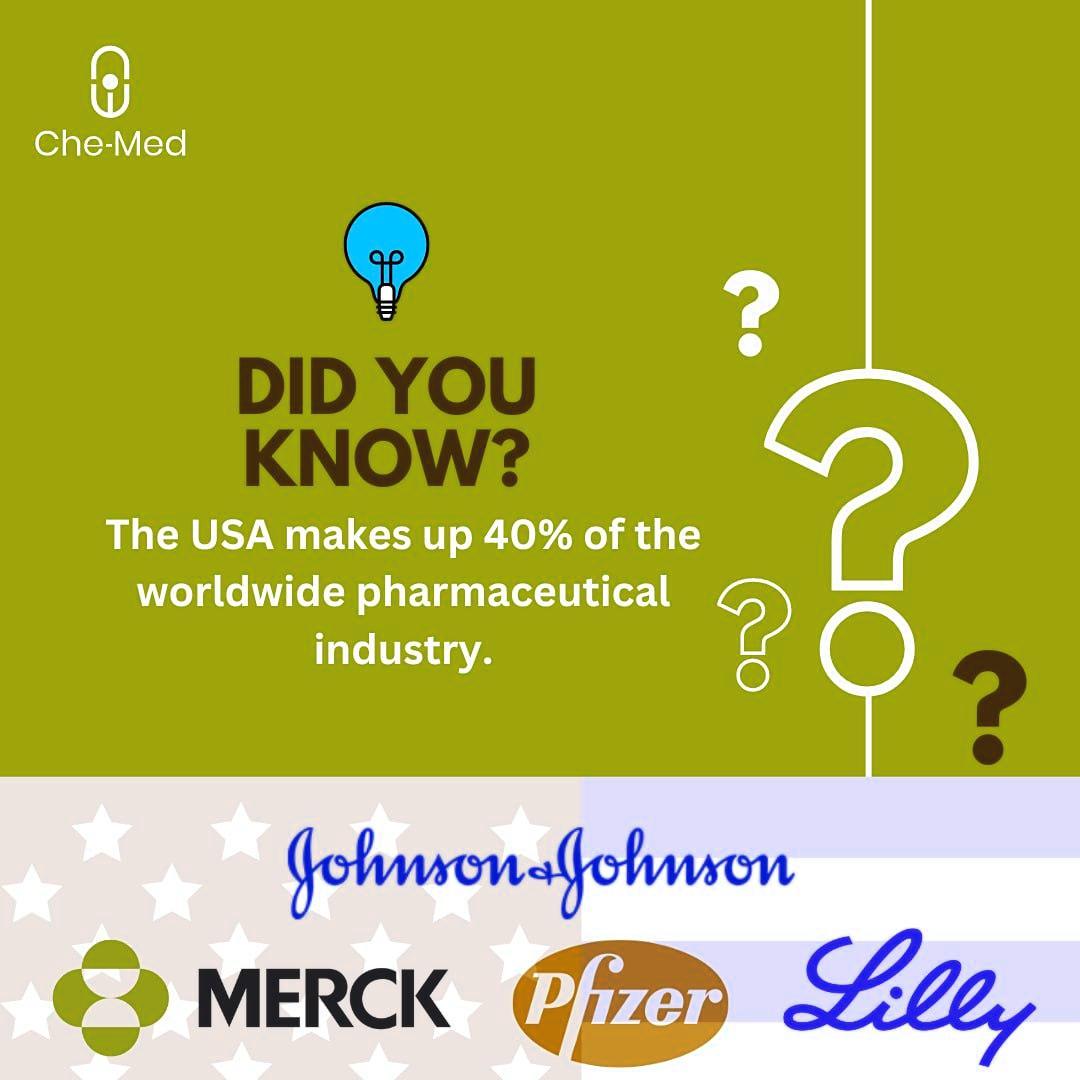 Che-Med
DID YOU
KNOW?
The USA makes up 40% of the
worldwide pharmaceutical
industry.
Johnson & Johnson
MERCK
Pfizer
Lilly